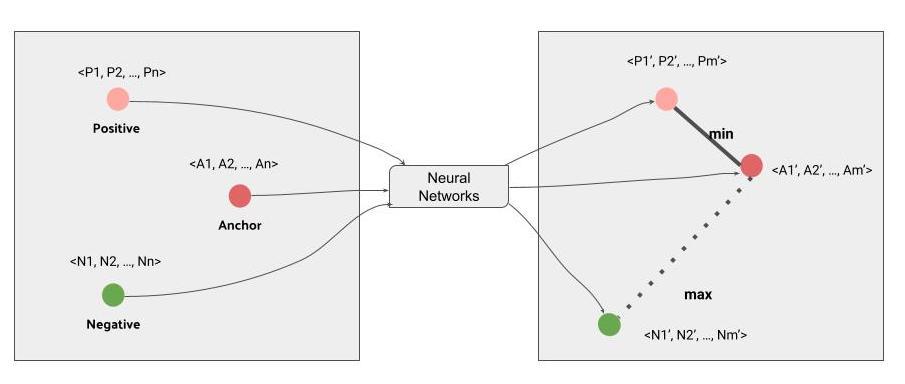 <P1, P2, ..., Pn>
Positive
<A1, A2, ..., An>
Anchor
<N1, N2, ..., Nn>
Negative
Neural
Networks
<P1′, P2′, ..., Pm′>
min
<A1′, A2′, ..., Am′>
max
<N1′, N2′, ..., Nm′>